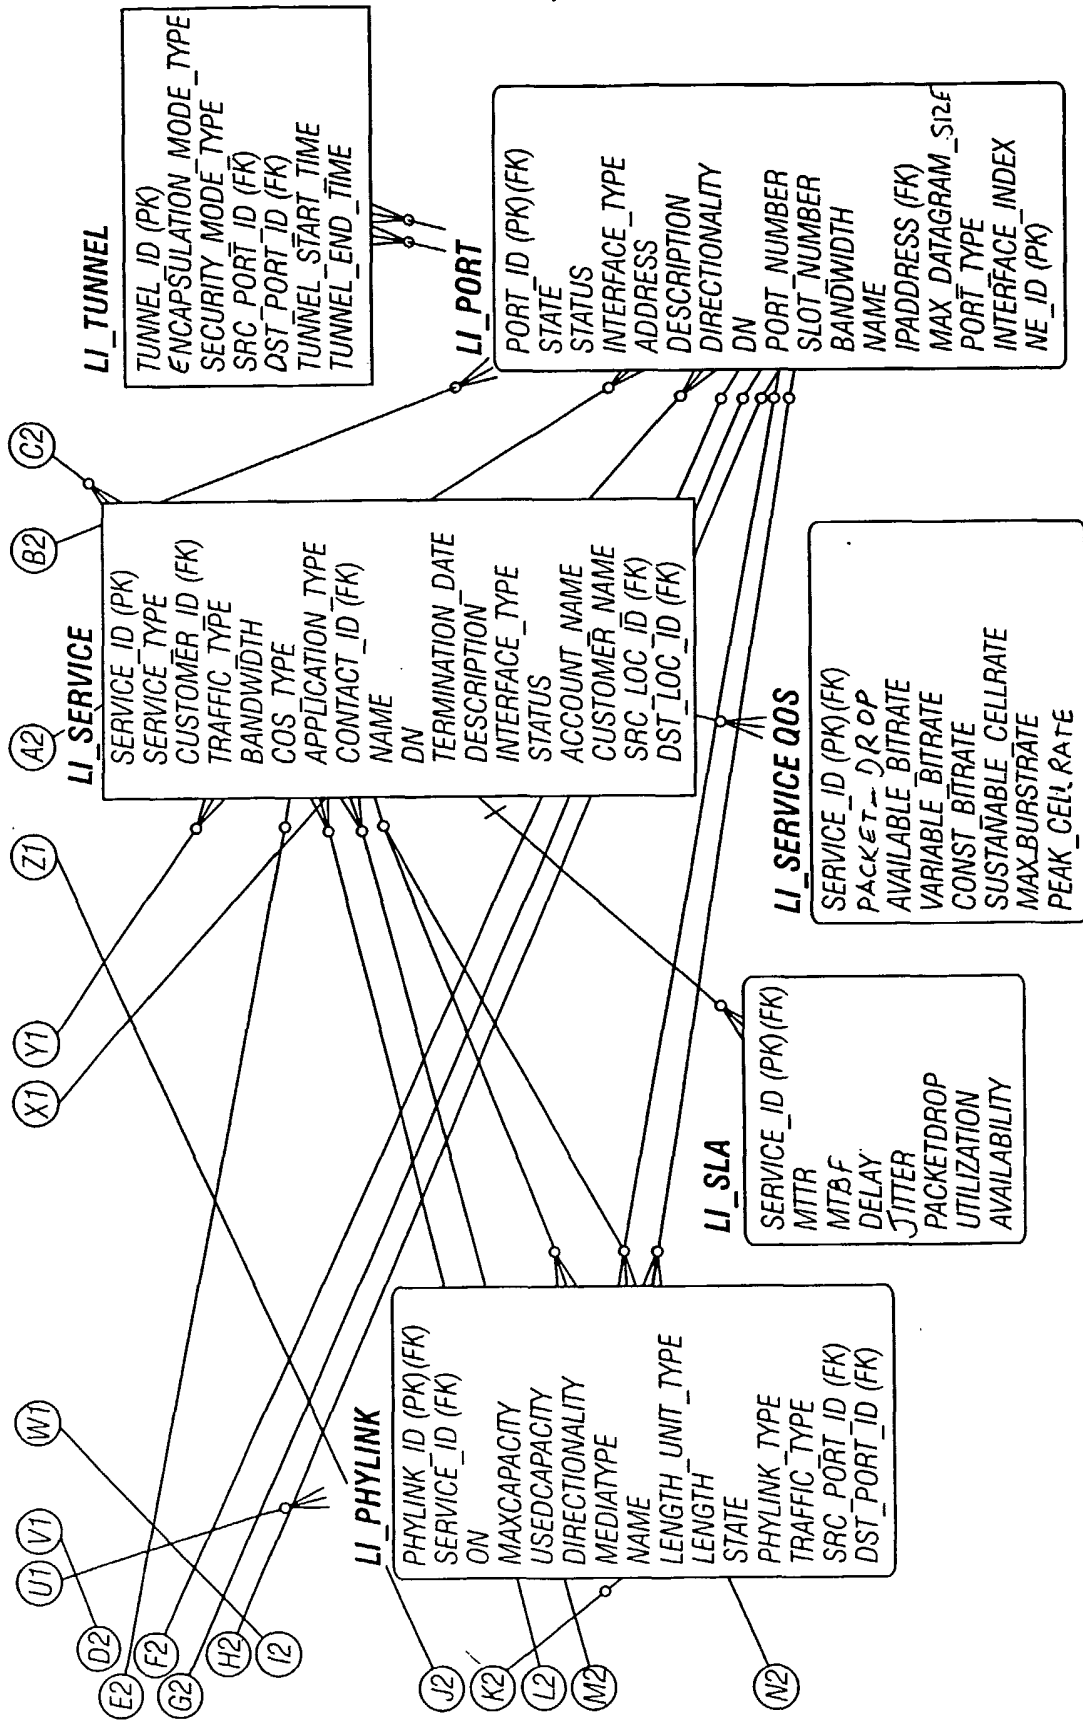 U1
V1
W1
X1
Y1
Z1
A2
B2
C2
D2
E2
F2
G2
H2
I2
J2
K2
L2
M2
N2
LI_PHYLINK
PHYLINK_ID (PK)(FK)
SERVICE_ID (FK)
ON
MAXCAPACITY
USEDCAPACITY
DIRECTIONALITY
MEDIATYPE
NAME
LENGTH_UNIT_TYPE
LENGTH
STATE
PHYLINK_TYPE
TRAFFIC_TYPE
SRC_PORT_ID (FK)
DST_PORT_ID (FK)
LI_SERVICE
SERVICE_ID (PK)
SERVICE_TYPE
CUSTOMER_ID (FK)
TRAFFIC_TYPE
BANDWIDTH
COS_TYPE
APPLICATION_TYPE
CONTACT_ID (FK)
NAME
DN
TERMINATION_DATE
DESCRIPTION
INTERFACE_TYPE
STATUS
ACCOUNT_NAME
CUSTOMER_NAME
SRC_LOC_ID (FK)
DST_LOC_ID (FK)
LI_TUNNEL
TUNNEL_ID (PK)
ENCAPSULATION_MODE_TYPE
SECURITY_MODE_TYPE
SRC_PORT_ID (FK)
DST_PORT_ID (FK)
TUNNEL_START_TIME
TUNNEL_END_TIME
LI_PORT
PORT_ID (PK)(FK)
STATE
STATUS
INTERFACE_TYPE
ADDRESS
DESCRIPTION
DIRECTIONALITY
DN
PORT_NUMBER
SLOT_NUMBER
BANDWIDTH
NAME
IPADDRESS (FK)
MAX_DATAGRAM_SIZE
PORT_TYPE
INTERFACE_INDEX
NE_ID (PK)
LI_SLA
SERVICE_ID (PK)(FK)
MTTR
MTBF
DELAY
JITTER
PACKETDROP
UTILIZATION
AVAILABILITY
LI_SERVICE QOS
SERVICE_ID (PK)(FK)
PACKET_DROP
AVAILABLE_BITRATE
VARIABLE_BITRATE
CONST_BITRATE
SUSTANABLE_CELLRATE
MAX_BURSTRATE
PEAK_CELLRATE